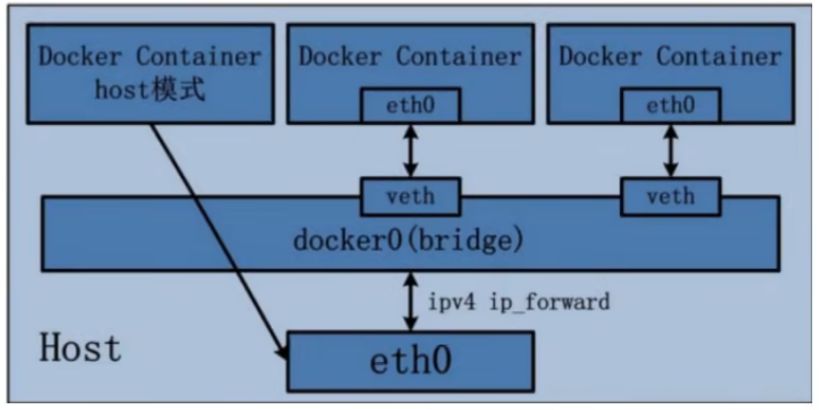 Docker Container
host模式
Docker Container
eth0
Docker Container
eth0
veth
veth
docker0(bridge)
ipv4 ip_forward
Host
eth0